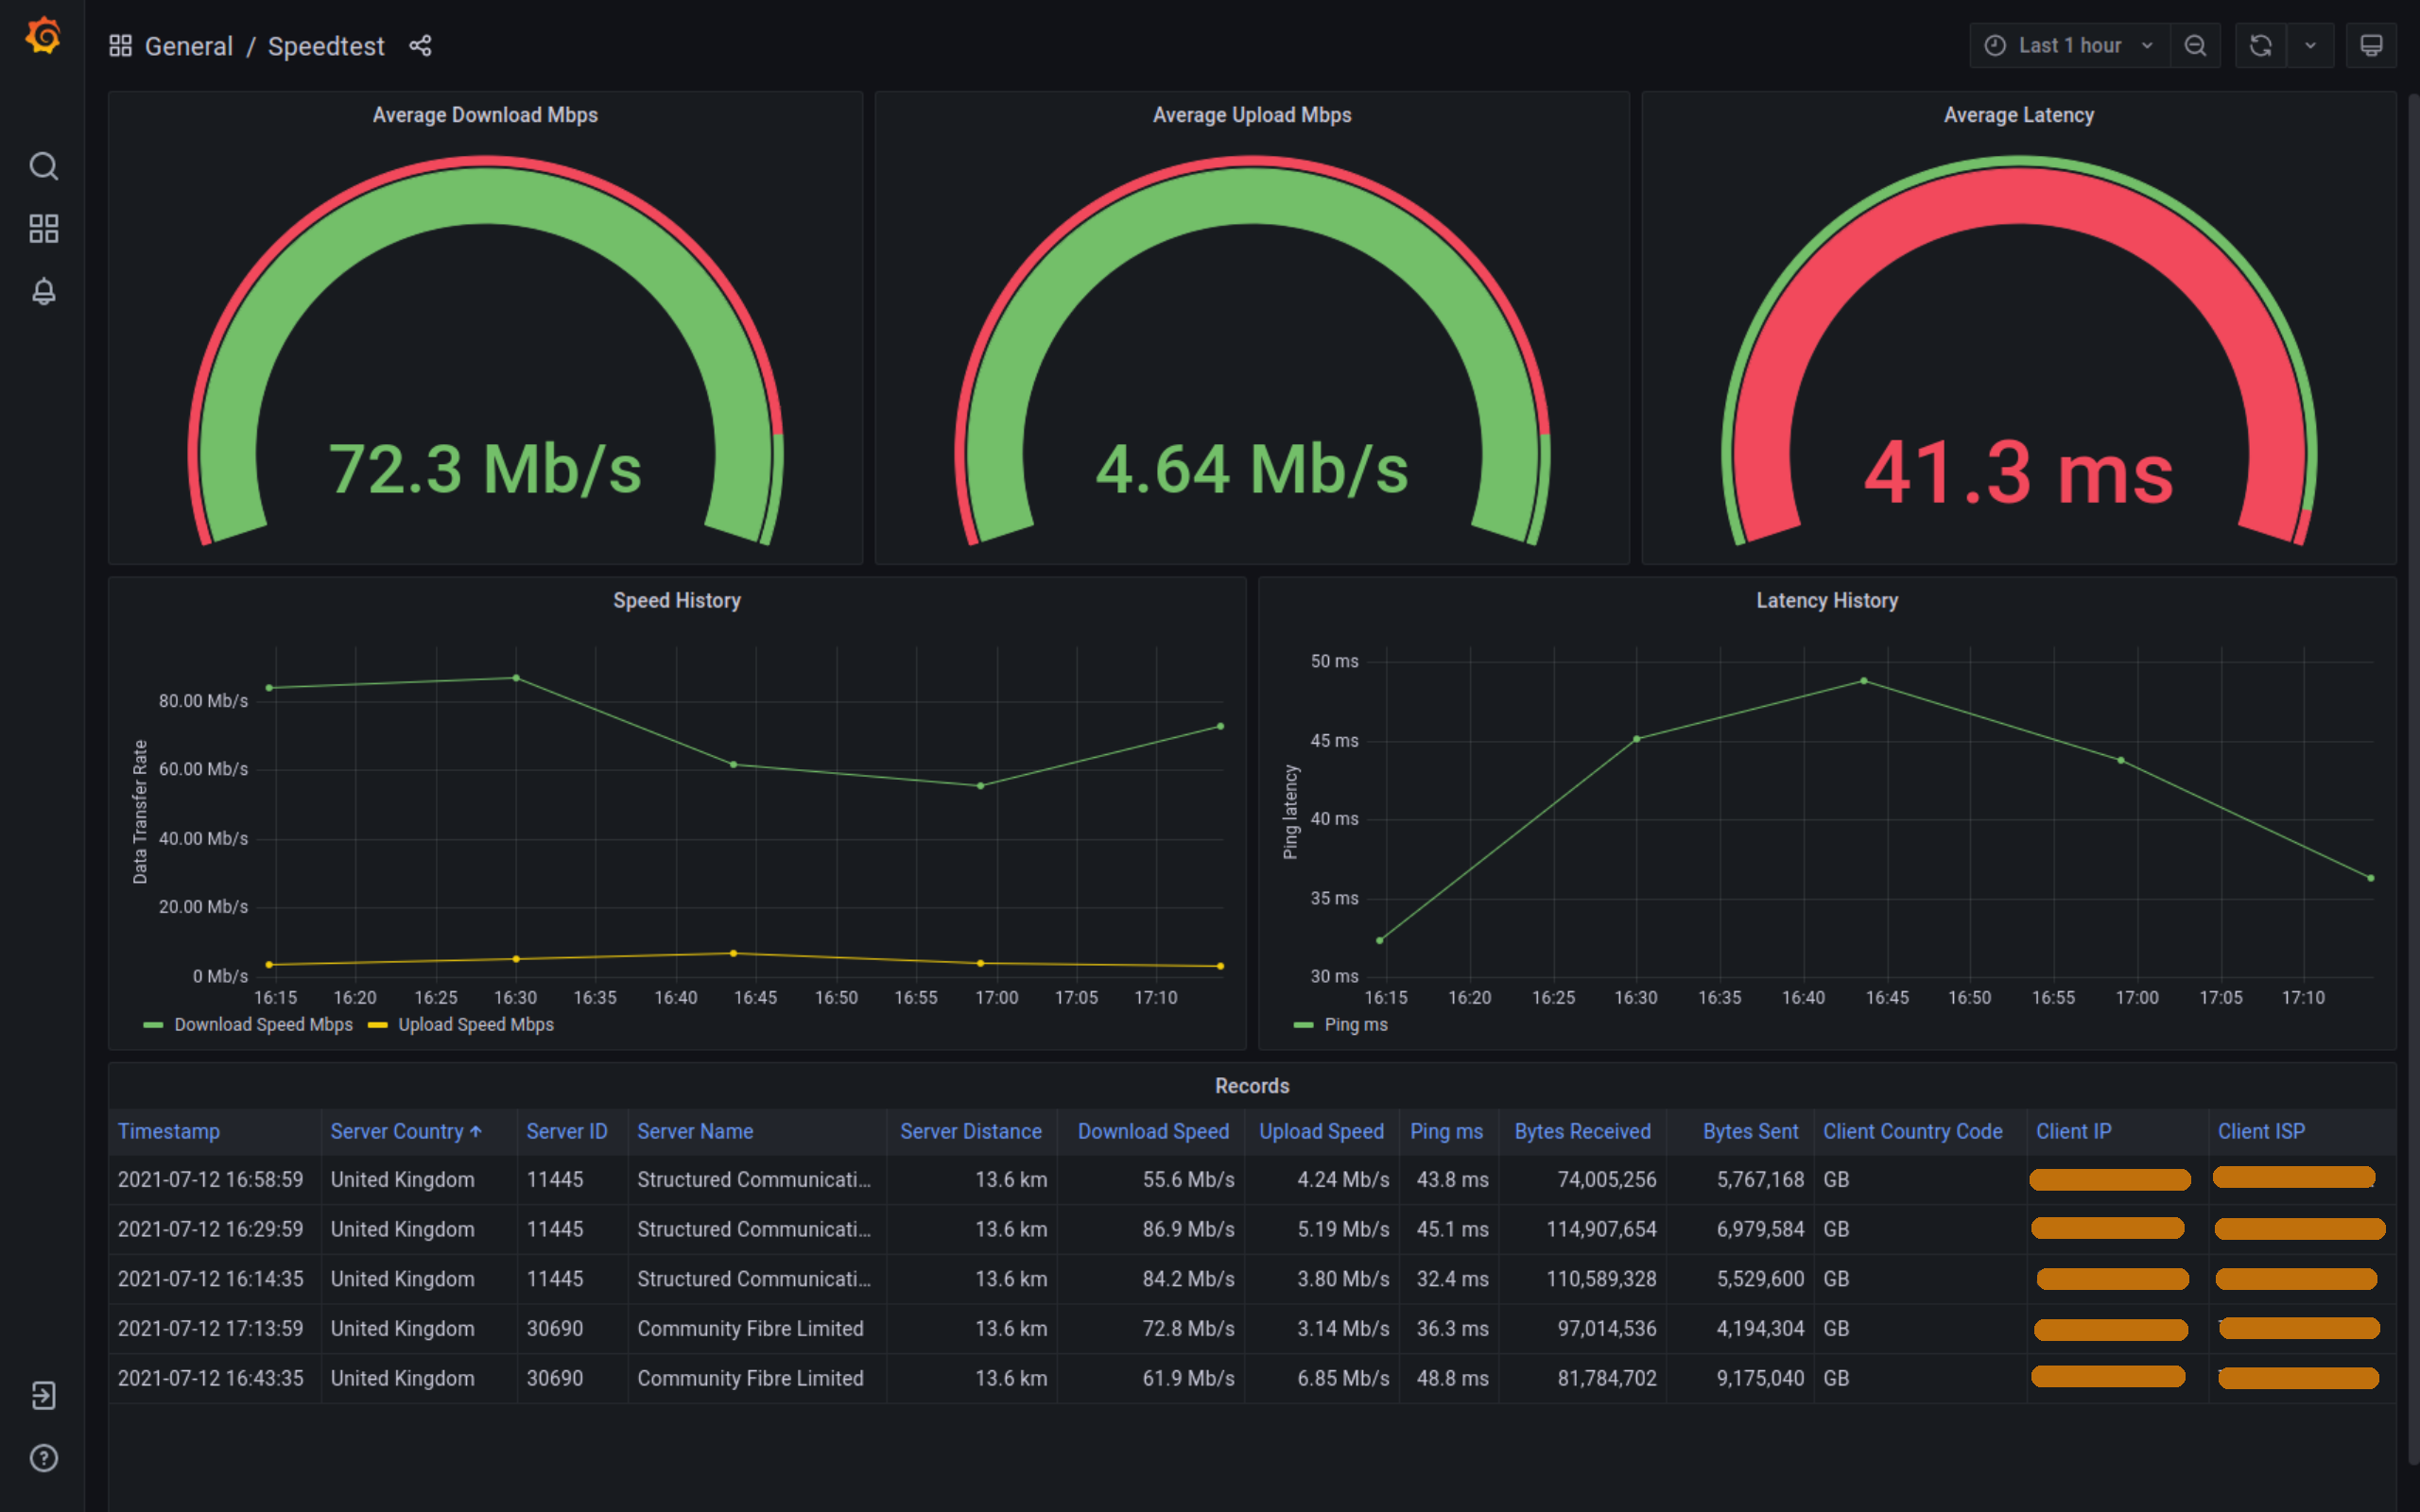 General / Speedtest
Last 1 hour
Average Download Mbps
72.3 Mb/s
Average Upload Mbps
4.64 Mb/s
Average Latency
41.3 ms
Speed History
Data Transfer Rate
80.00 Mb/s
60.00 Mb/s
40.00 Mb/s
20.00 Mb/s
0 Mb/s
16:15 16:20 16:25 16:30 16:35 16:40 16:45 16:50 16:55 17:00 17:05 17:10
Download Speed Mbps Upload Speed Mbps
Latency History
Ping latency
50 ms
45 ms
40 ms
35 ms
30 ms
16:15 16:20 16:25 16:30 16:35 16:40 16:45 16:50 16:55 17:00 17:05 17:10
Ping ms
Records
Timestamp Server Country Server ID Server Name Server Distance Download Speed Upload Speed Ping ms Bytes Received Bytes Sent Client Country Code Client IP Client ISP
2021-07-12 16:58:59 United Kingdom 11445 Structured Communicati... 13.6 km 55.6 Mb/s 4.24 Mb/s 43.8 ms 74,005,256 5,767,168 GB
2021-07-12 16:29:59 United Kingdom 11445 Structured Communicati... 13.6 km 86.9 Mb/s 5.19 Mb/s 45.1 ms 114,907,654 6,979,584 GB
2021-07-12 16:14:35 United Kingdom 11445 Structured Communicati... 13.6 km 84.2 Mb/s 3.80 Mb/s 32.4 ms 110,589,328 5,529,600 GB
2021-07-12 17:13:59 United Kingdom 30690 Community Fibre Limited 13.6 km 72.8 Mb/s 3.14 Mb/s 36.3 ms 97,014,536 4,194,304 GB
2021-07-12 16:43:35 United Kingdom 30690 Community Fibre Limited 13.6 km 61.9 Mb/s 6.85 Mb/s 48.8 ms 81,784,702 9,175,040 GB